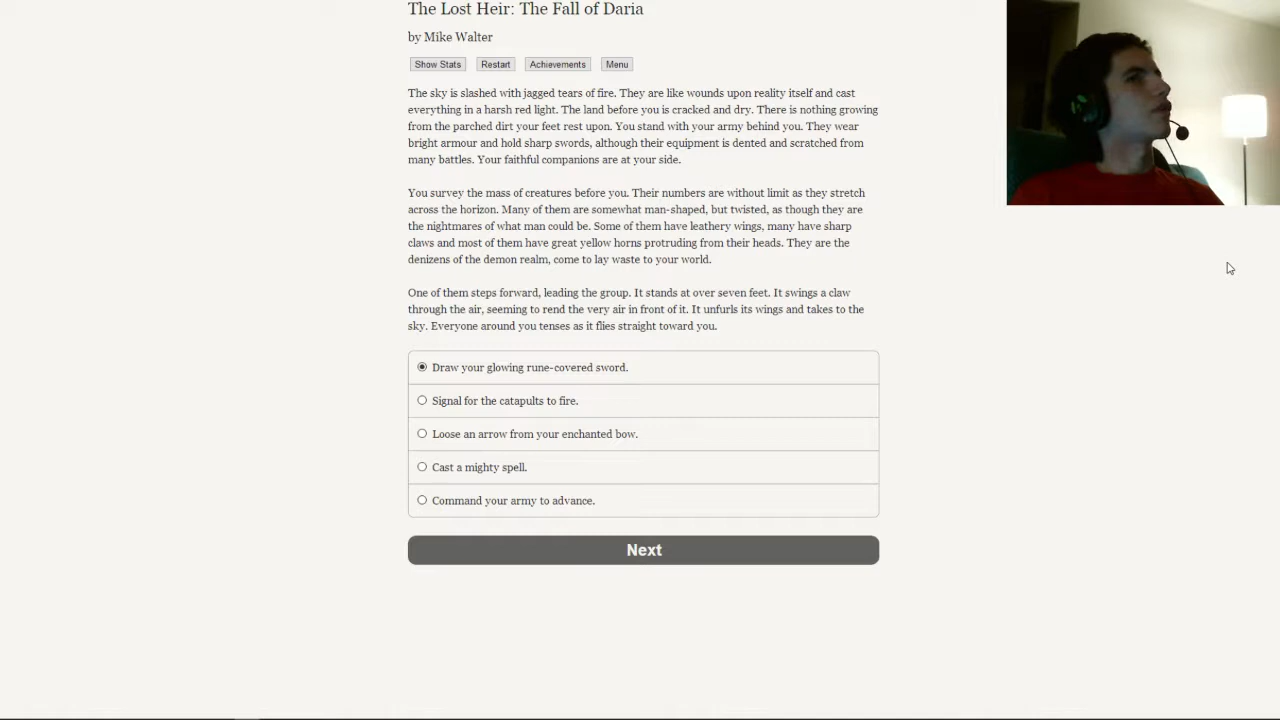 The Lost Heir: The Fall of Daria
by Mike Walter
Show Stats Restart Achievements Menu
The sky is slashed with jagged tears of fire. They are like wounds upon reality itself and cast
everything in a harsh red light. The land before you is cracked and dry. There is nothing growing
from the parched dirt your feet rest upon. You stand with your army behind you. They wear
bright armour and hold sharp swords, although their equipment is dented and scratched from
many battles. Your faithful companions are at your side.
You survey the mass of creatures before you. Their numbers are without limit as they stretch
across the horizon. Many of them are somewhat man-shaped, but twisted, as though they are
the nightmares of what man could be. Some of them have leathery wings, many have sharp
claws and most of them have great yellow horns protruding from their heads. They are the
denizens of the demon realm, come to lay waste to your world.
One of them steps forward, leading the group. It stands at over seven feet. It swings a claw
through the air, seeming to rend the very air in front of it. It unfurls its wings and takes to the
sky. Everyone around you tenses as it flies straight toward you.
Draw your glowing rune-covered sword.
Signal for the catapults to fire.
Loose an arrow from your enchanted bow.
Cast a mighty spell.
Command your army to advance.
Next